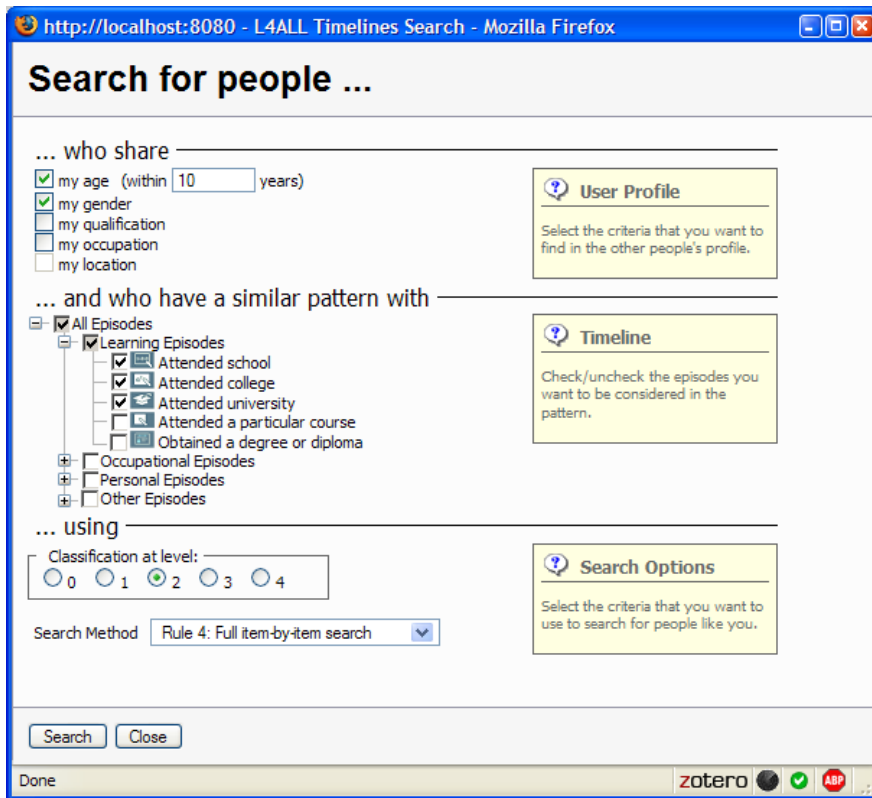 http://localhost:8080 - L4ALL Timelines Search - Mozilla Firefox
Search for people ...
... who share
my age (within 10 years)
my gender
my qualification
my occupation
my location
User Profile
Select the criteria that you want to
find in the other people's profile.
... and who have a similar pattern with
All Episodes
Learning Episodes
Attended school
Attended college
Attended university
Attended a particular course
Obtained a degree or diploma
Occupational Episodes
Personal Episodes
Other Episodes
Timeline
Check/uncheck the episodes you
want to be considered in the
pattern.
... using
Classification at level:
0 1 2 3 4
Search Method Rule 4: Full item-by-item search
Search Options
Select the criteria that you want to
use to search for people like you.
Search Close
Done zotero ABP